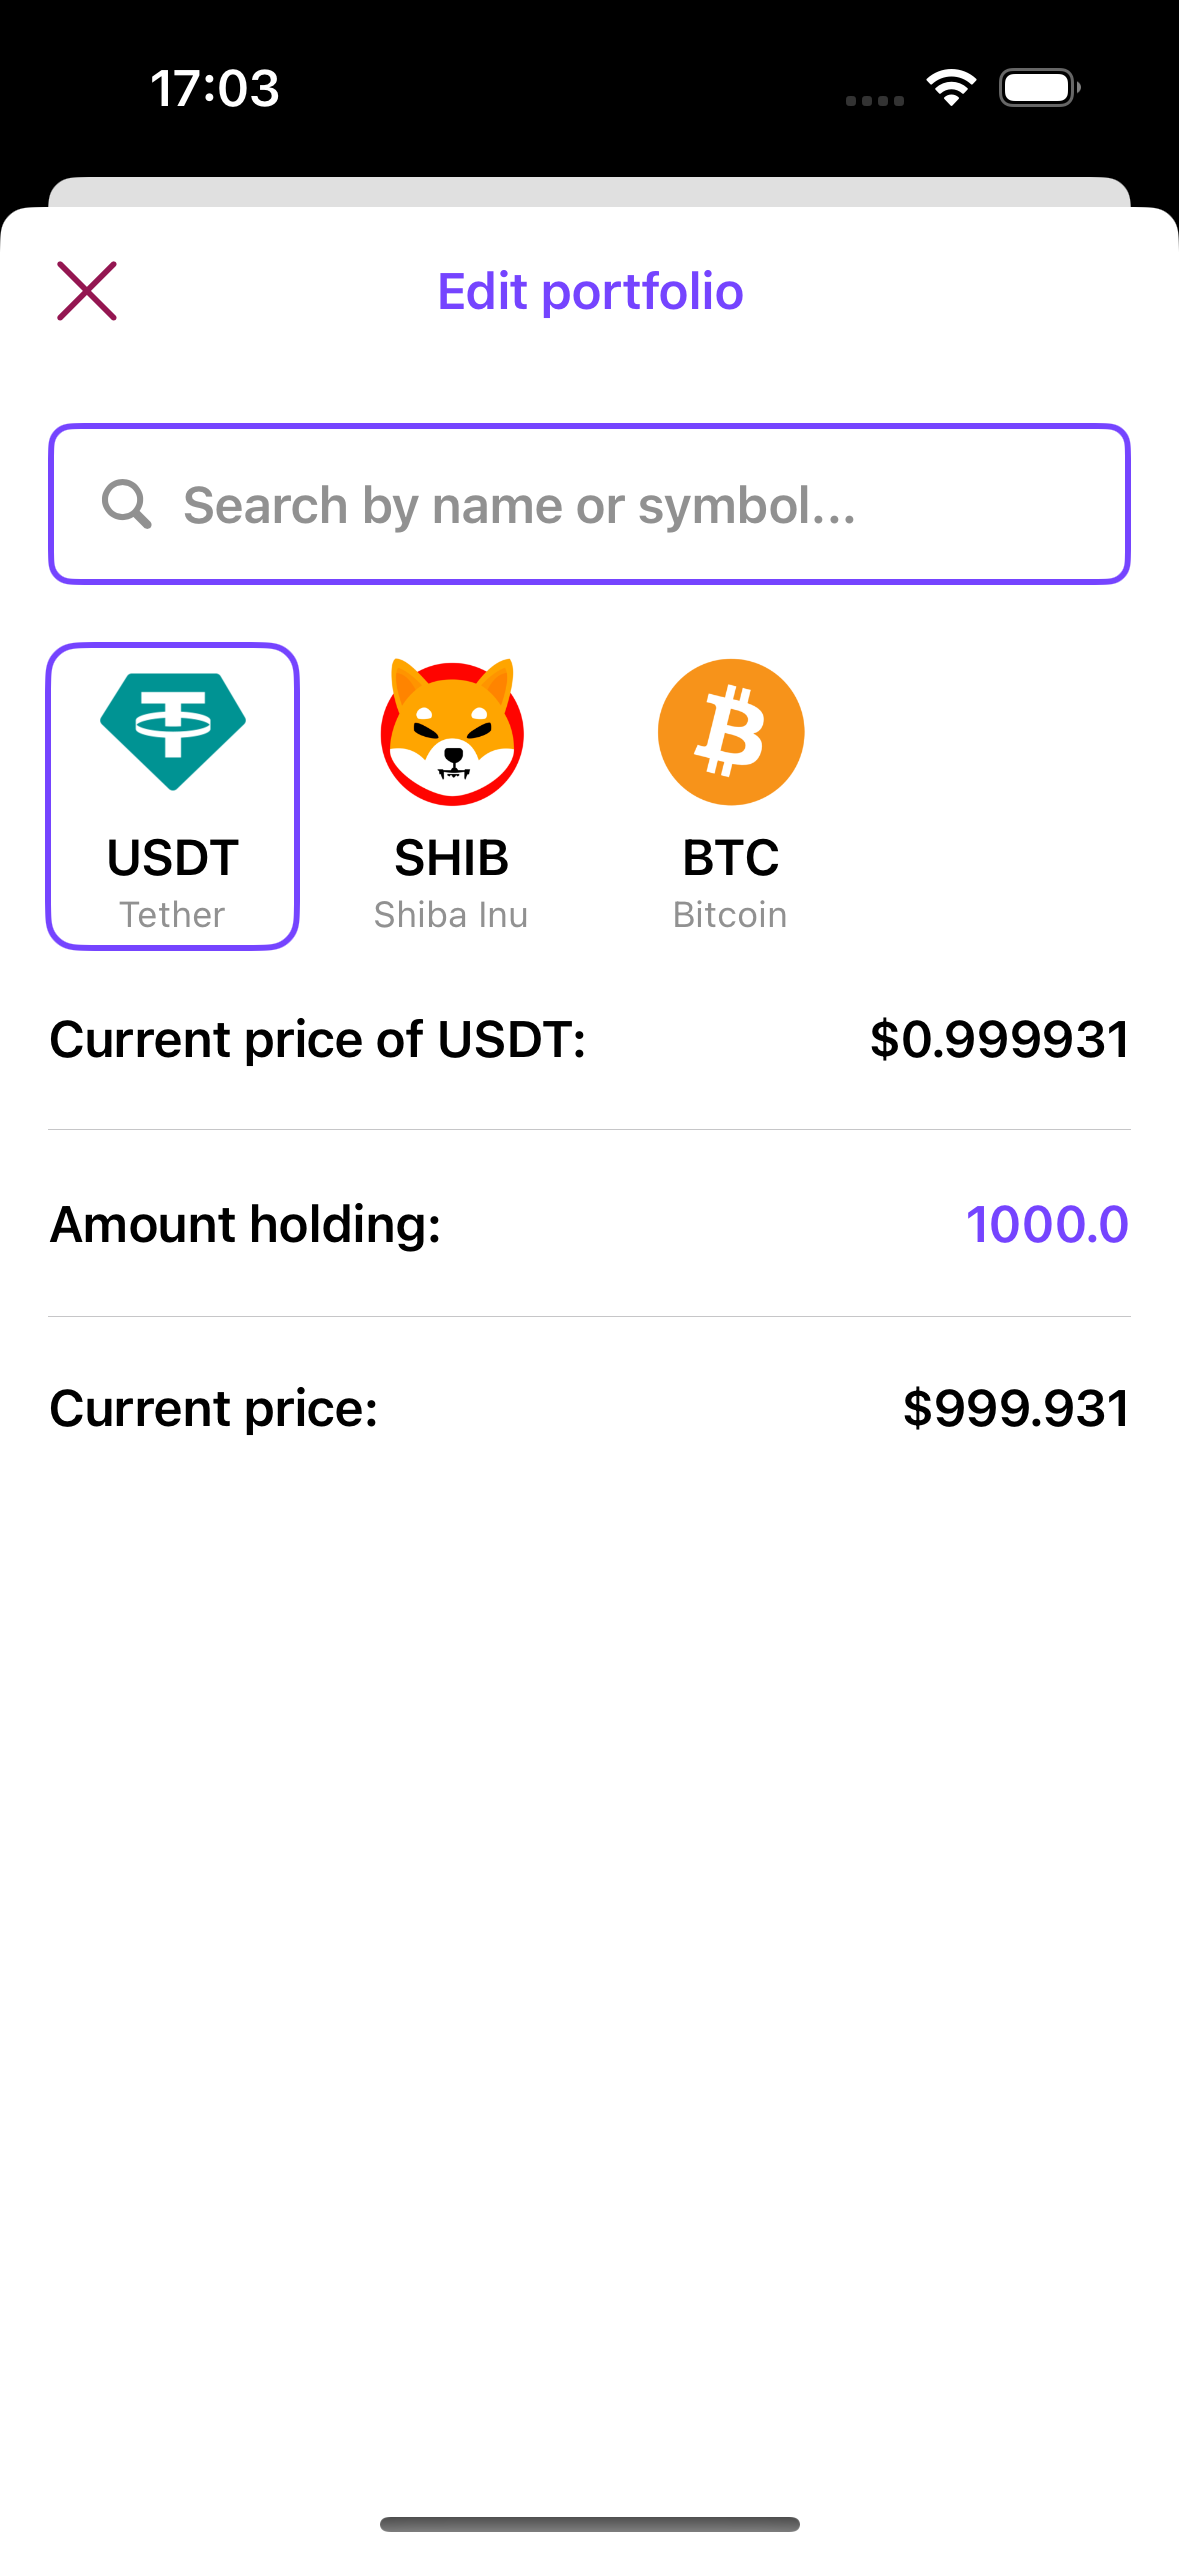 17:03
Edit portfolio
Search by name or symbol...
USDT SHIB BTC
Tether Shiba Inu Bitcoin
Current price of USDT: $0.999931
Amount holding: 1000.0
Current price: $999.931